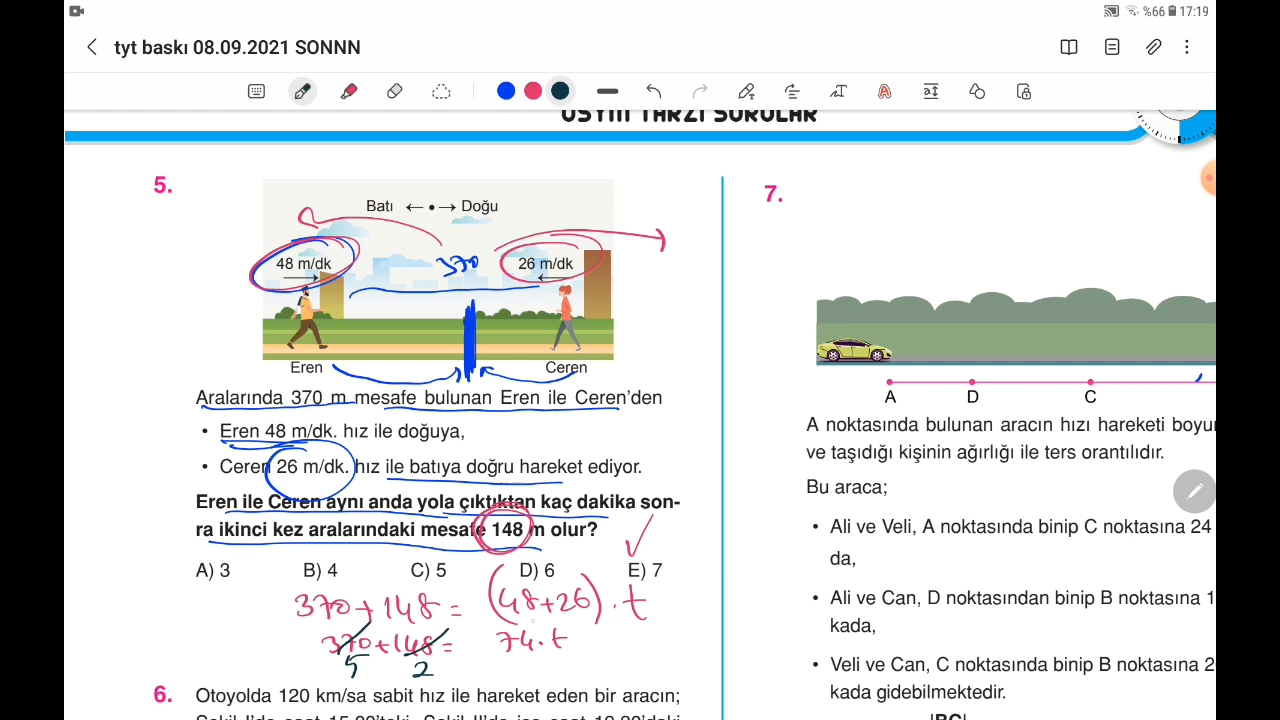 %66 17:19
tyt baskı 08.09.2021 SONNN
ÖSYM TARZI SORULAR
5.
Batı ← • → Doğu
48 m/dk
370
26 m/dk
Eren
Ceren
Aralarında 370 m mesafe bulunan Eren ile Ceren'den
• Eren 48 m/dk. hız ile doğuya,
• Ceren 26 m/dk. hız ile batıya doğru hareket ediyor.
Eren ile Ceren aynı anda yola çıktıktan kaç dakika son-
ra ikinci kez aralarındaki mesafe 148 m olur?
A) 3 B) 4 C) 5 D) 6 E) 7
370+148= (48+26).t
370+148= 74.t
5 2
6. Otoyolda 120 km/sa sabit hız ile hareket eden bir aracın;
7.
A D C
A noktasında bulunan aracın hızı hareketi boyu
ve taşıdığı kişinin ağırlığı ile ters orantılıdır.
Bu araca;
• Ali ve Veli, A noktasında binip C noktasına 24
da,
• Ali ve Can, D noktasından binip B noktasına 1
kada,
• Veli ve Can, C noktasında binip B noktasına 2
kada gidebilmektedir.
|BC|